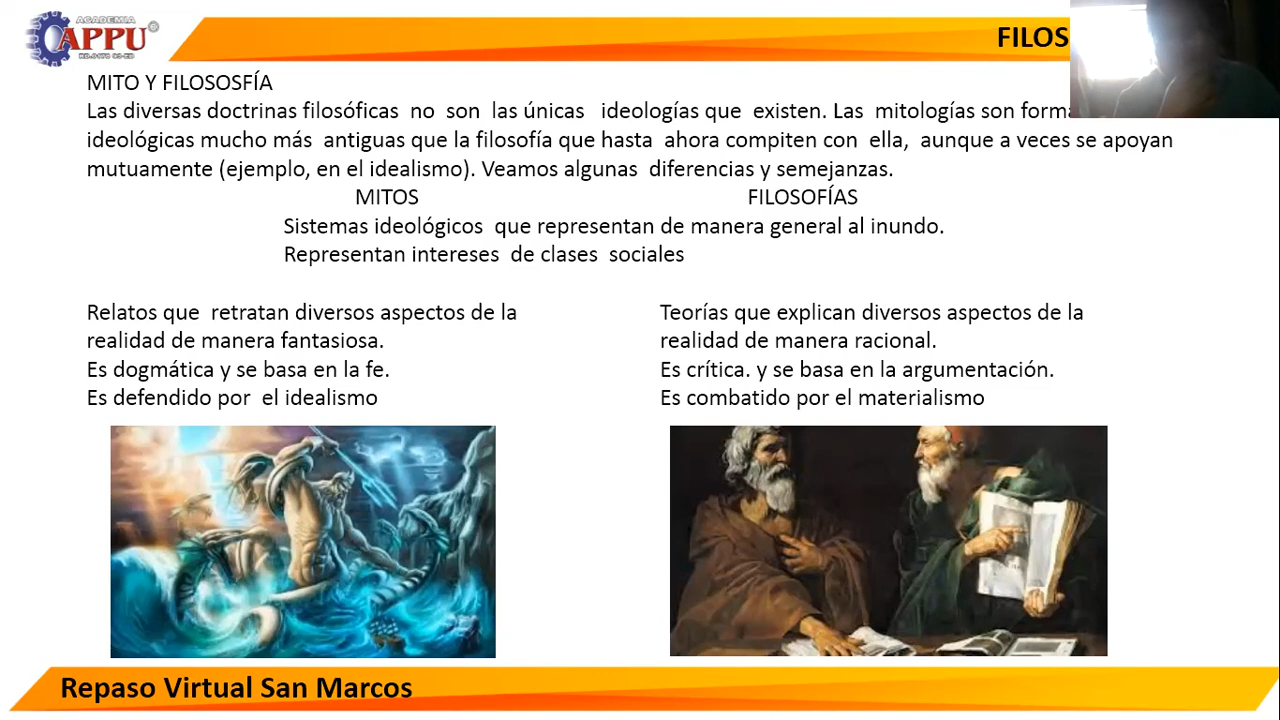 ACADEMIA
APPU
FILOS
MITO Y FILOSOSFÍA
Las diversas doctrinas filosóficas no son las únicas ideologías que existen. Las mitologías son forma
ideológicas mucho más antiguas que la filosofía que hasta ahora compiten con ella, aunque a veces se apoyan
mutuamente (ejemplo, en el idealismo). Veamos algunas diferencias y semejanzas.
MITOS FILOSOFÍAS
Sistemas ideológicos que representan de manera general al inundo.
Representan intereses de clases sociales
Relatos que retratan diversos aspectos de la
realidad de manera fantasiosa.
Es dogmática y se basa en la fe.
Es defendido por el idealismo
Teorías que explican diversos aspectos de la
realidad de manera racional.
Es crítica. y se basa en la argumentación.
Es combatido por el materialismo
Repaso Virtual San Marcos